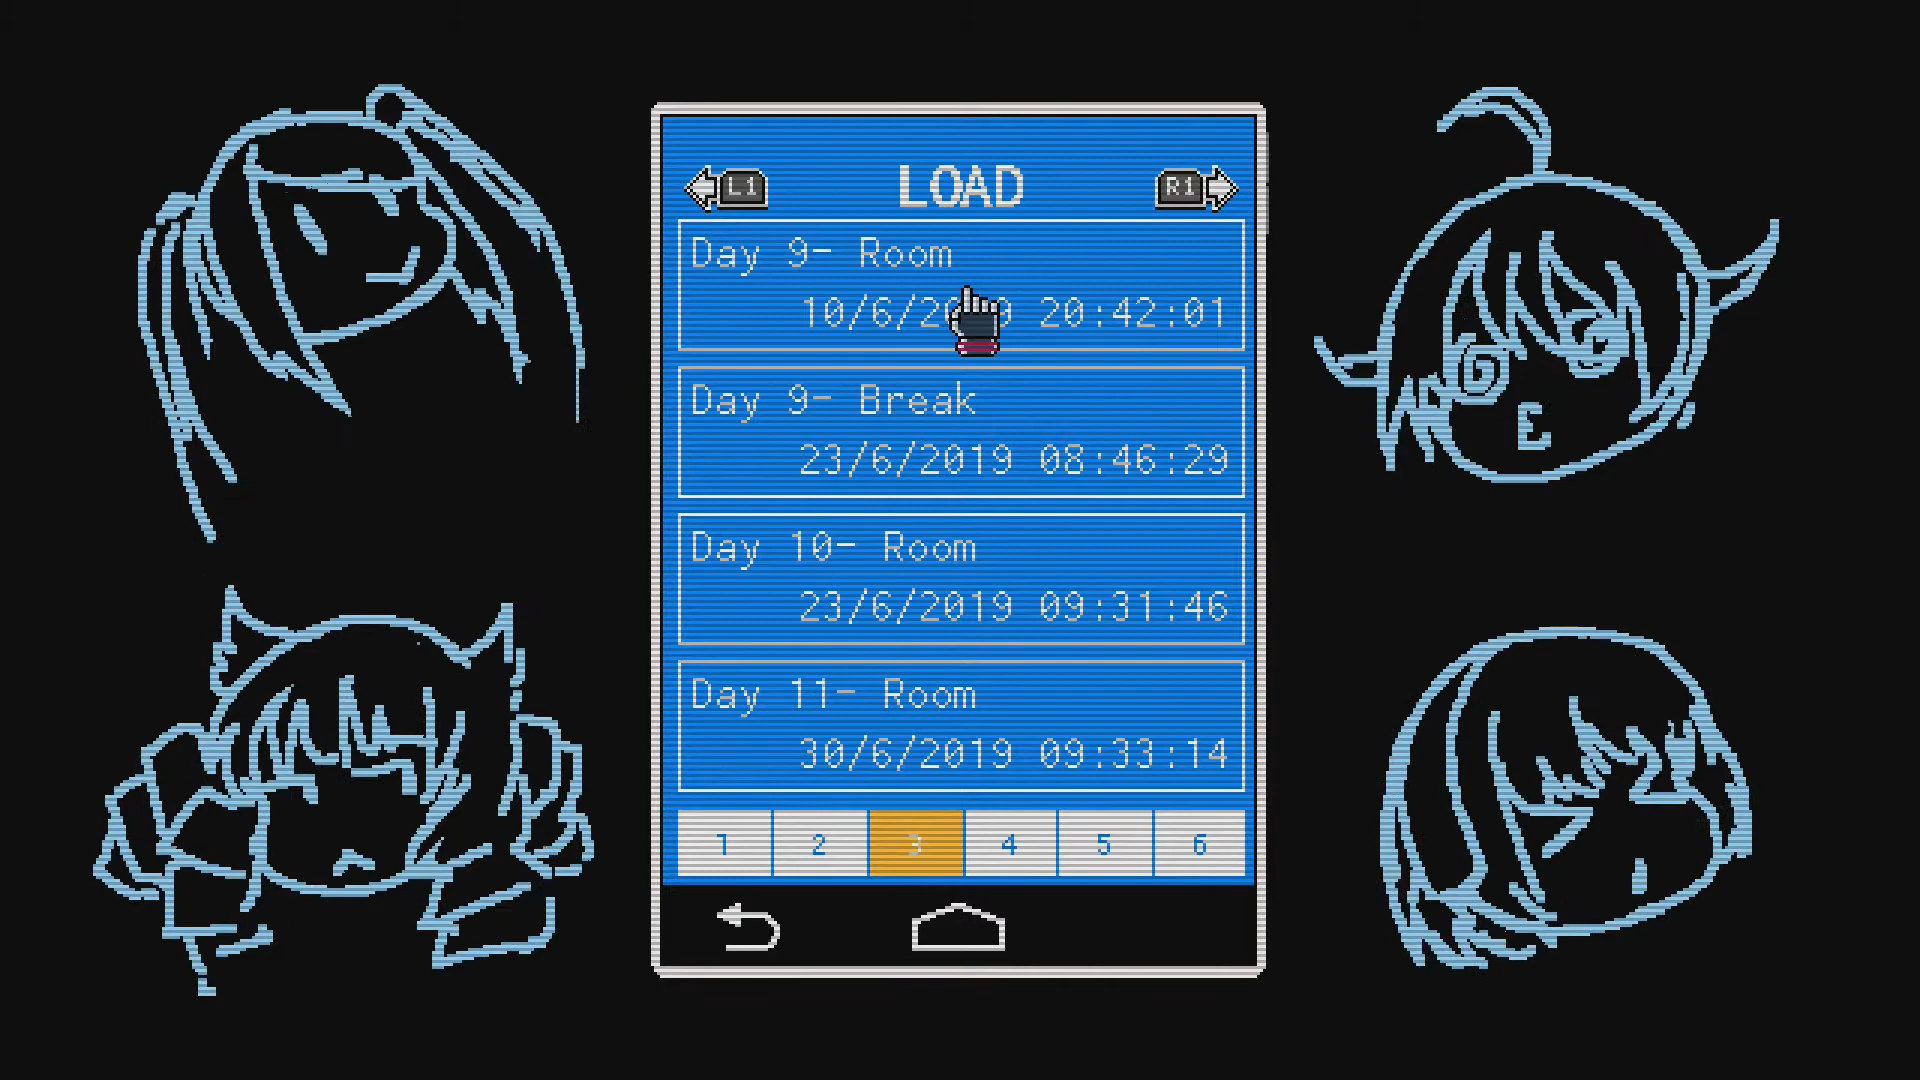 L1 LOAD R1
Day 9- Room
10/6/2019 20:42:01
Day 9- Break
23/6/2019 08:46:29
Day 10- Room
23/6/2019 09:31:46
Day 11- Room
30/6/2019 09:33:14
1 2 3 4 5 6